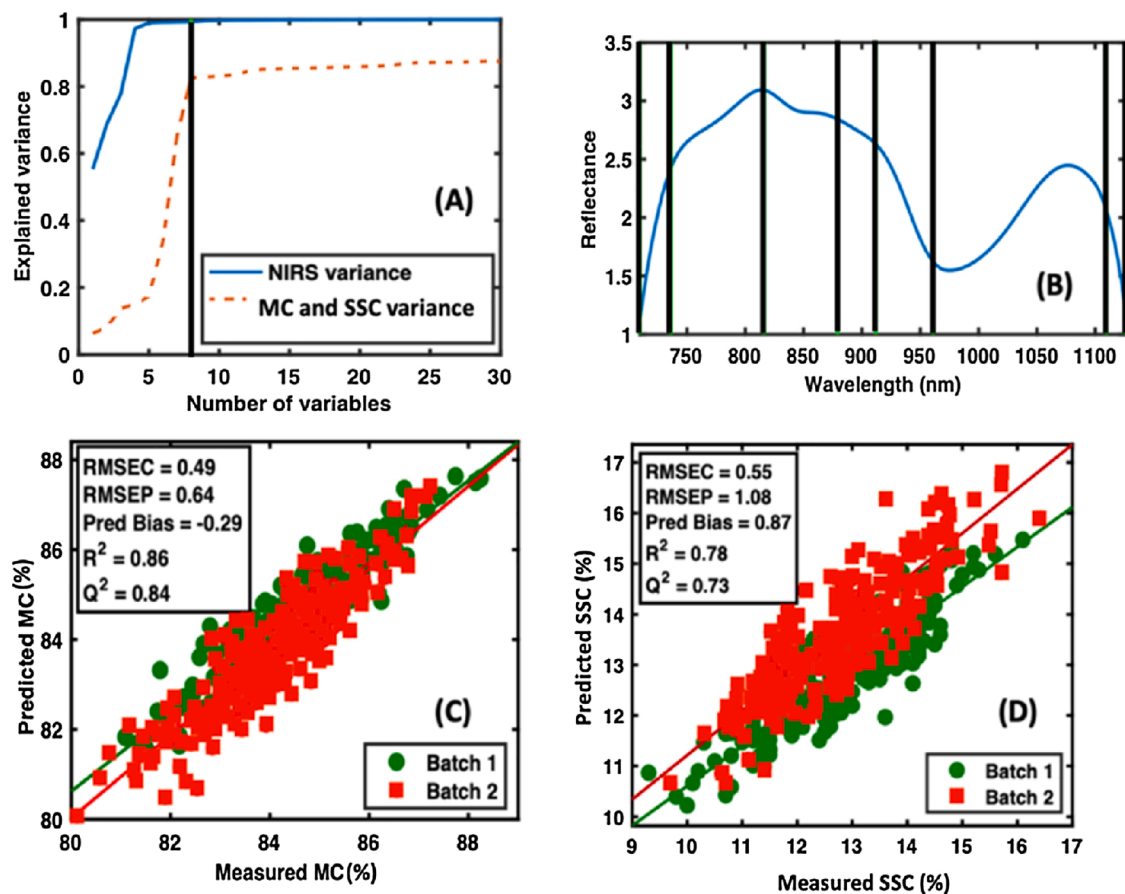 1
0.8
0.6
0.4
0.2
0
Explained variance
(A)
NIRS variance
MC and SSC variance
0 5 10 15 20 25 30
Number of variables
3.5
3
2.5
2
1.5
1
Reflectance
(B)
750 800 850 900 950 1000 1050 1100
Wavelength (nm)
88
86
84
82
80
Predicted MC (%)
RMSEC = 0.49
RMSEP = 0.64
Pred Bias = -0.29
R² = 0.86
Q² = 0.84
(C)
Batch 1
Batch 2
80 82 84 86 88
Measured MC (%)
17
16
15
14
13
12
11
10
Predicted SSC (%)
RMSEC = 0.55
RMSEP = 1.08
Pred Bias = 0.87
R² = 0.78
Q² = 0.73
(D)
Batch 1
Batch 2
9 10 11 12 13 14 15 16 17
Measured SSC (%)